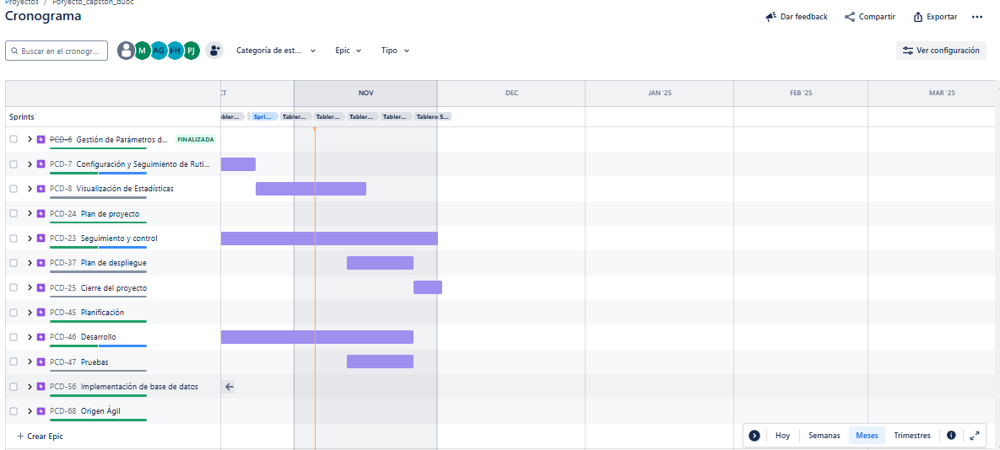 Proyectos / Poryecto_capston_duoc
Cronograma
Dar feedback Compartir Exportar
Buscar en el cronogr... M AG FH PJ Categoría de est... Epic Tipo Ver configuración
CT NOV DEC JAN '25 FEB '25 MAR '25
Sprints abler... Spri... Tabler... Tabler... Tabler... Tabler... Tablero S...
PCD-6 Gestión de Parámetros d... FINALIZADA
PCD-7 Configuración y Seguimiento de Ruti...
PCD-8 Visualización de Estadísticas
PCD-24 Plan de proyecto
PCD-23 Seguimiento y control
PCD-37 Plan de despliegue
PCD-25 Cierre del proyecto
PCD-45 Planificación
PCD-46 Desarrollo
PCD-47 Pruebas
PCD-56 Implementación de base de datos
PCD-68 Origen Ágil
+ Crear Epic
Hoy Semanas Meses Trimestres